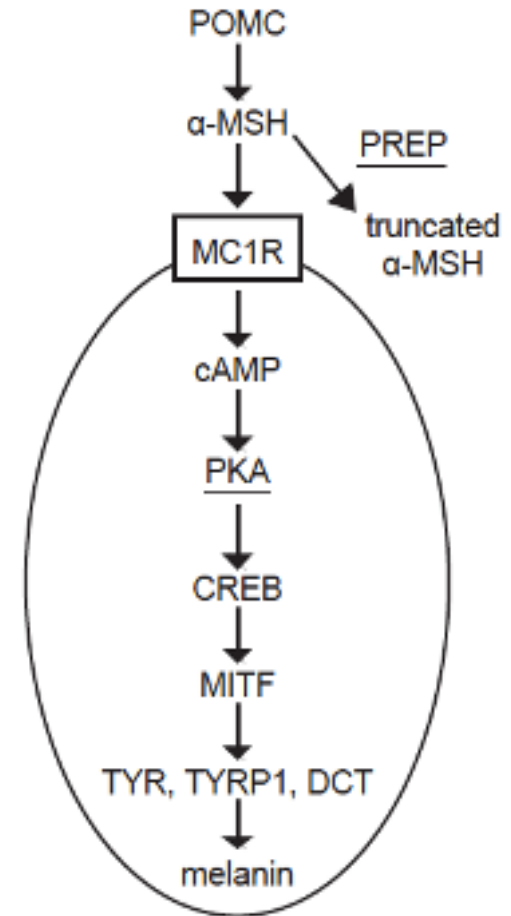 POMC
α-MSH
PREP
truncated
α-MSH
MC1R
cAMP
PKA
CREB
MITF
TYR, TYRP1, DCT
melanin